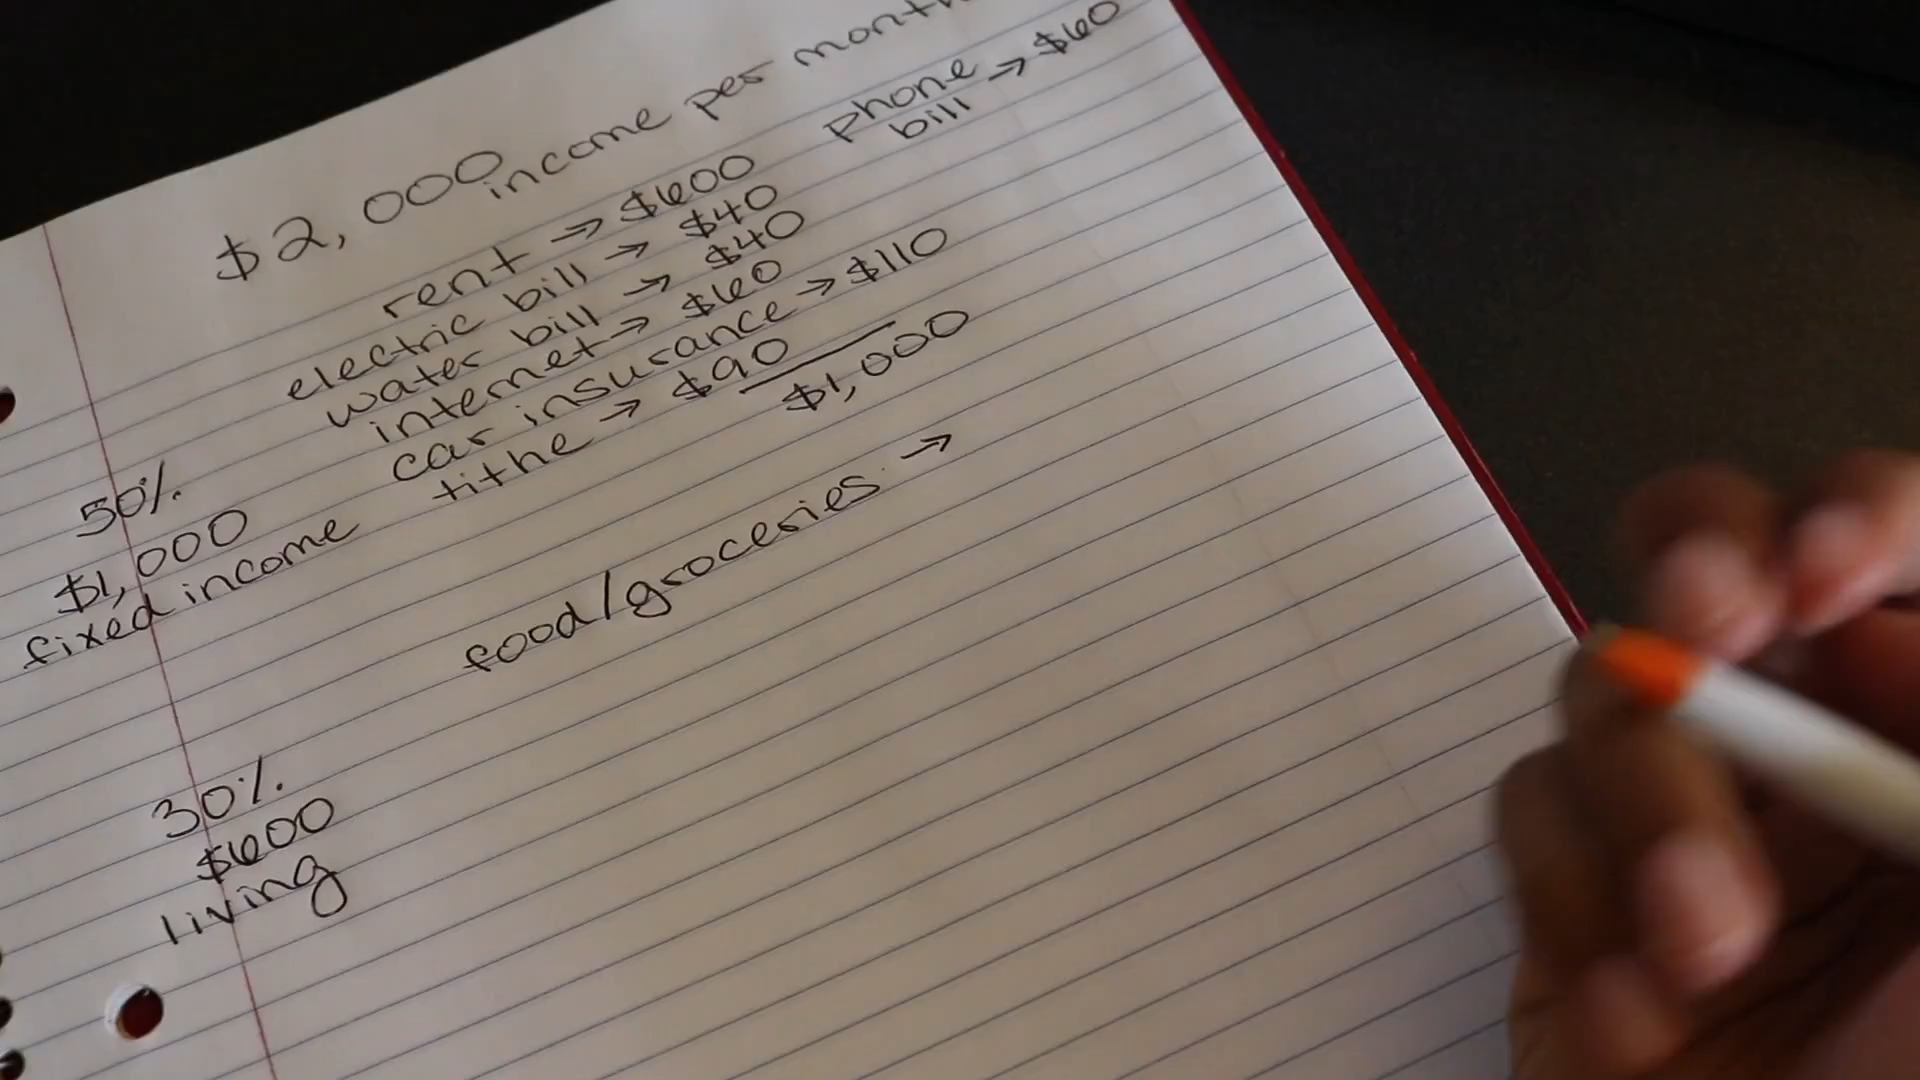 $2,000
income per month
phone bill → $60
rent → $600
electric bill → $40
water bill → $40
internet → $60
car insurance → $110
tithe → $90
$1,000
50%
$1,000
fixed income
food/groceries →
30%
$600
living